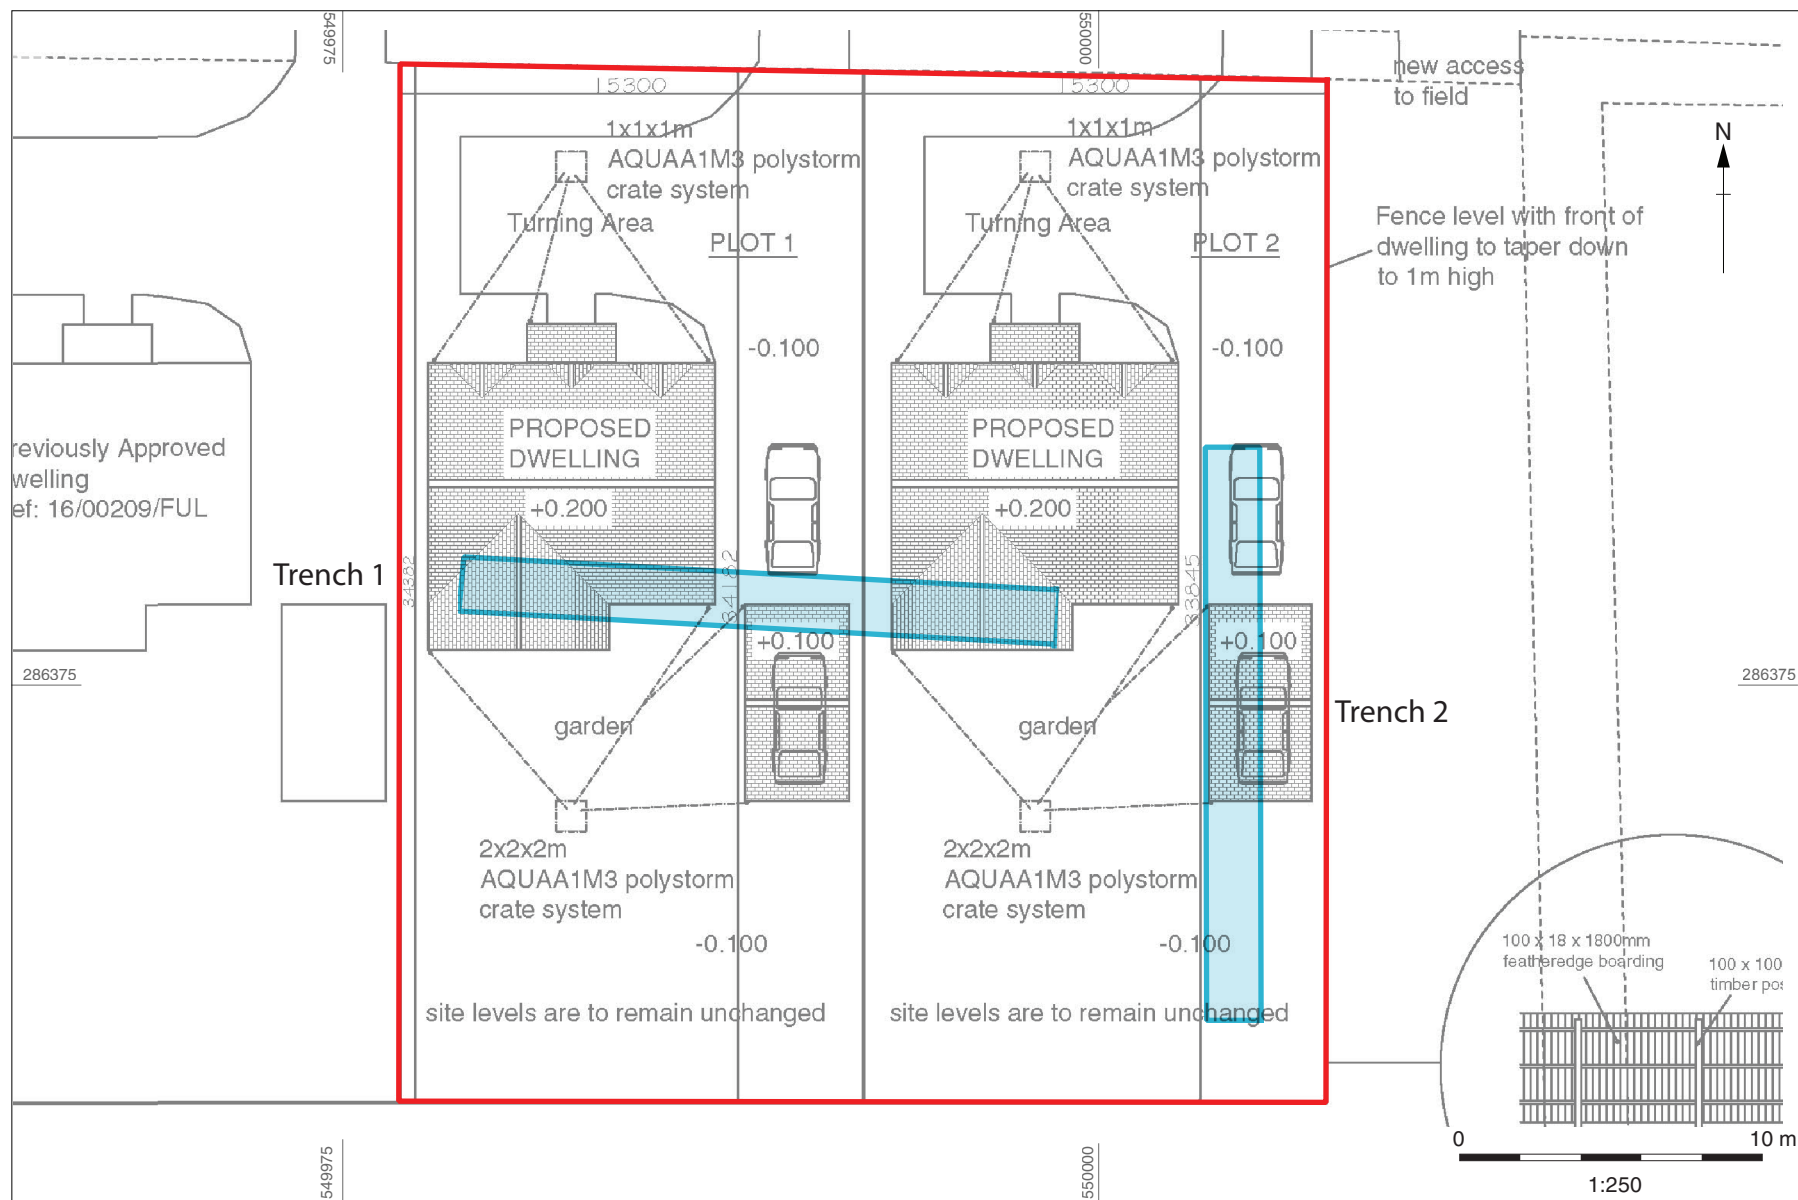 549975
550000
new access
to field
15300
15300
1x1x1m
AQUAA1M3 polystorm
crate system
1x1x1m
AQUAA1M3 polystorm
crate system
N
Turning Area
Turning Area
PLOT 1
PLOT 2
Fence level with front of
dwelling to taper down
to 1m high
-0.100
-0.100
PROPOSED
DWELLING
PROPOSED
DWELLING
reviously Approved
welling
ef: 16/00209/FUL
+0.200
+0.200
Trench 1
34382
34182
33845
+0.100
+0.100
286375
286375
garden
garden
Trench 2
2x2x2m
AQUAA1M3 polystorm
crate system
2x2x2m
AQUAA1M3 polystorm
crate system
-0.100
-0.100
100 x 18 x 1800mm
featheredge boarding
100 x 100
timber pos
site levels are to remain unchanged
site levels are to remain unchanged
549975
550000
0 10 m
1:250